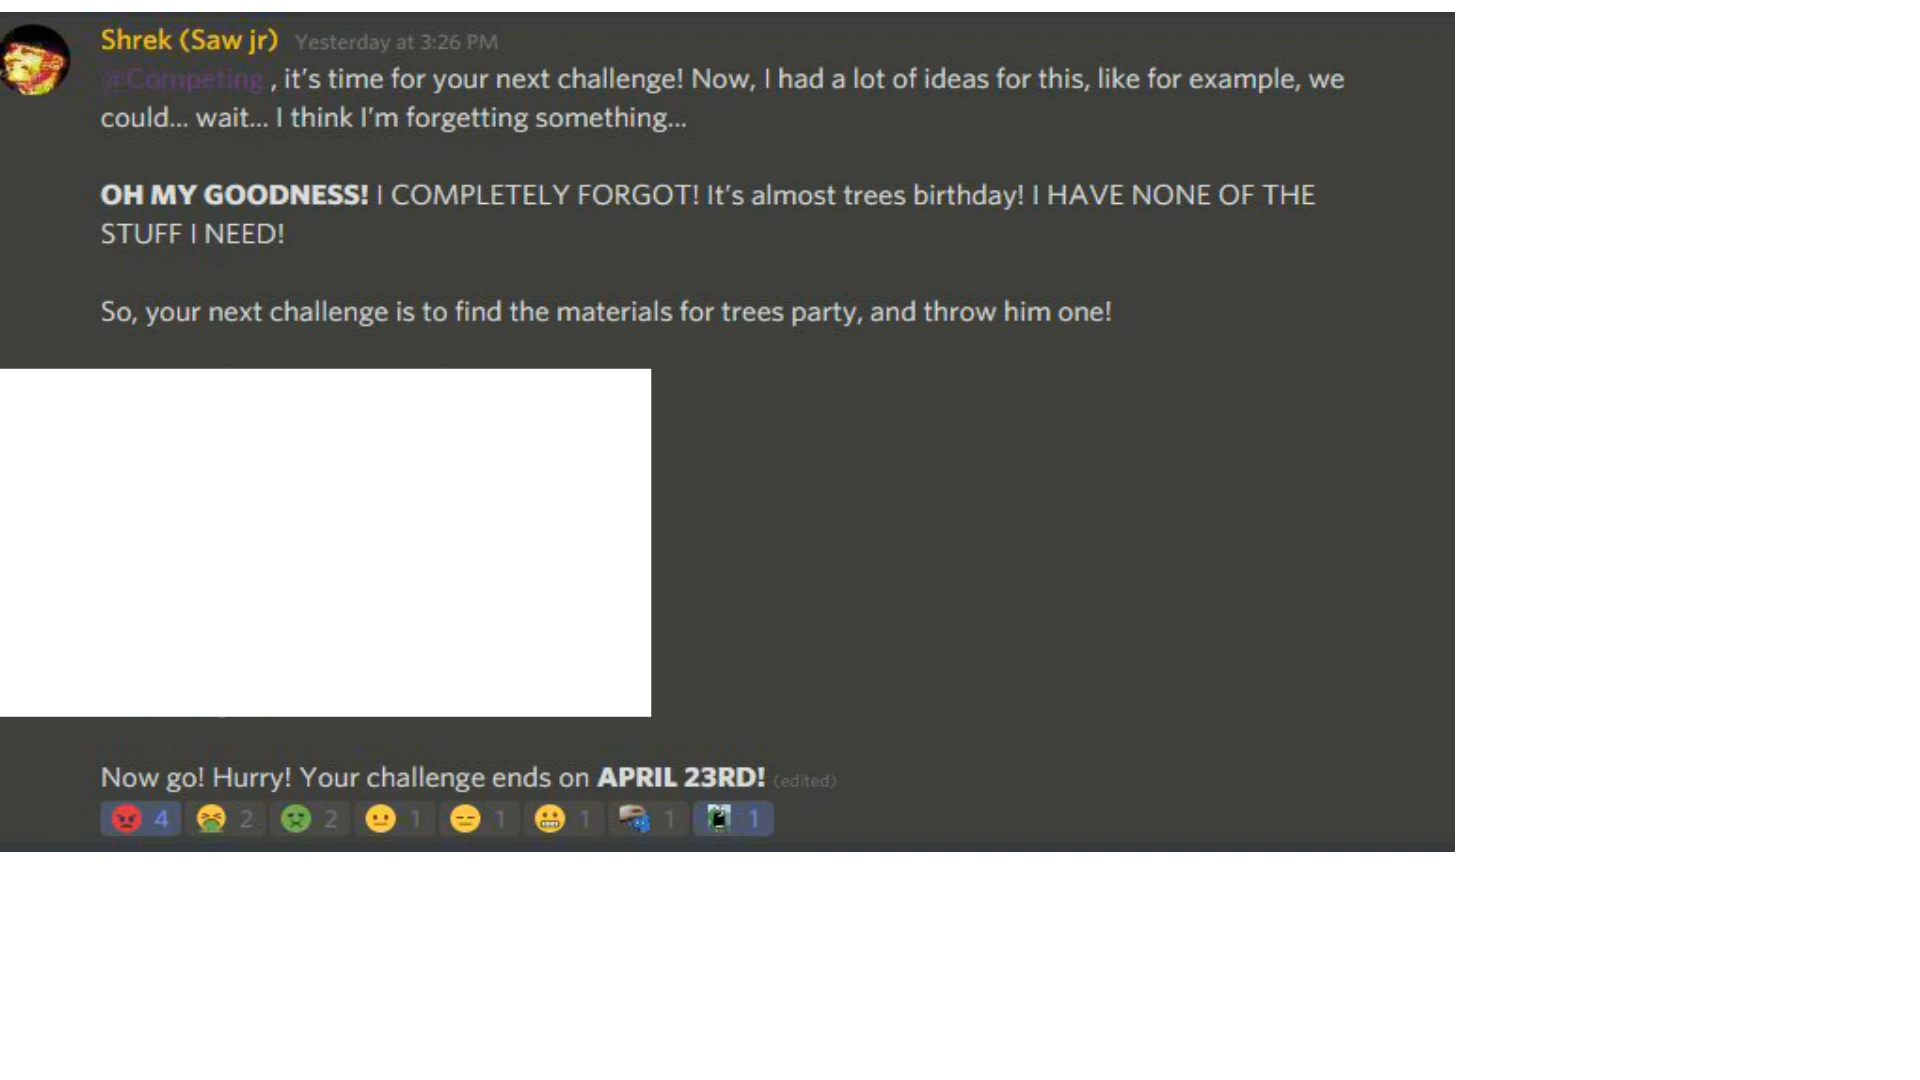 Shrek (Saw jr) Yesterday at 3:26 PM
@Competing , it's time for your next challenge! Now, I had a lot of ideas for this, like for example, we
could... wait... I think I'm forgetting something...
OH MY GOODNESS! I COMPLETELY FORGOT! It's almost trees birthday! I HAVE NONE OF THE
STUFF I NEED!
So, your next challenge is to find the materials for trees party, and throw him one!
Now go! Hurry! Your challenge ends on APRIL 23RD! (edited)
4 2 2 1 1 1 1 1